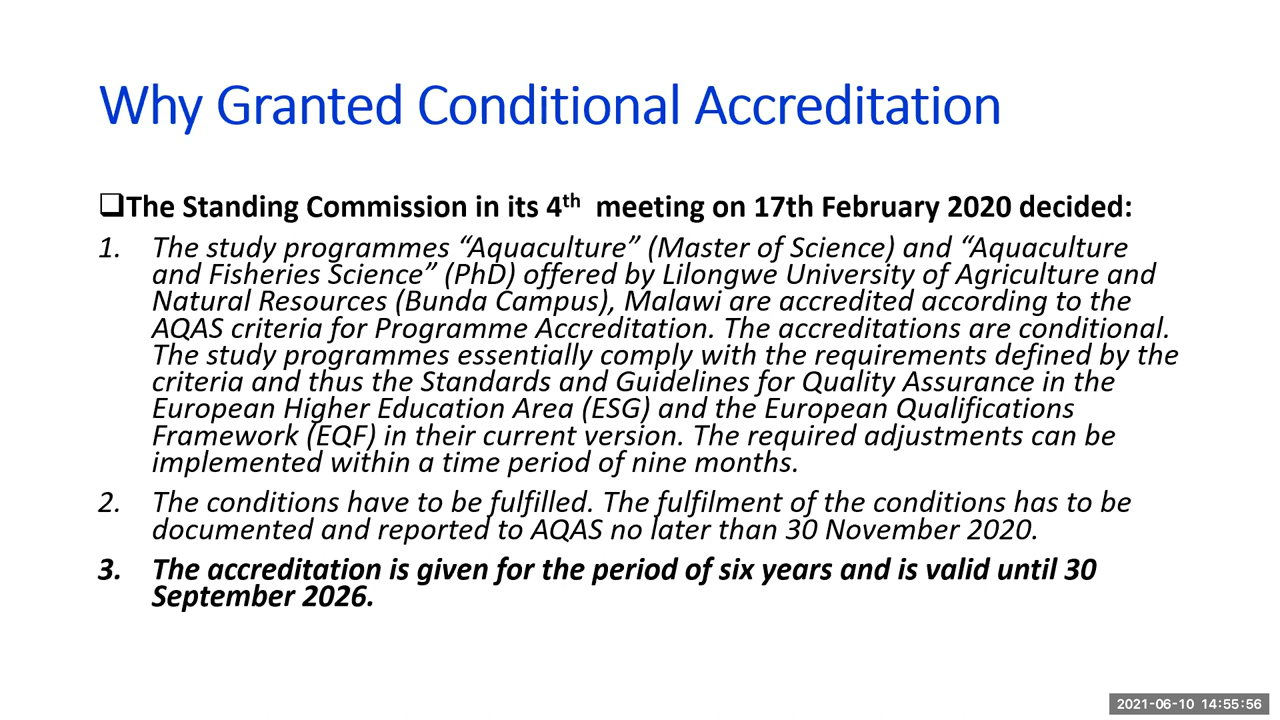 Why Granted Conditional Accreditation
❑The Standing Commission in its 4th meeting on 17th February 2020 decided:
1. The study programmes “Aquaculture” (Master of Science) and “Aquaculture
and Fisheries Science” (PhD) offered by Lilongwe University of Agriculture and
Natural Resources (Bunda Campus), Malawi are accredited according to the
AQAS criteria for Programme Accreditation. The accreditations are conditional.
The study programmes essentially comply with the requirements defined by the
criteria and thus the Standards and Guidelines for Quality Assurance in the
European Higher Education Area (ESG) and the European Qualifications
Framework (EQF) in their current version. The required adjustments can be
implemented within a time period of nine months.
2. The conditions have to be fulfilled. The fulfilment of the conditions has to be
documented and reported to AQAS no later than 30 November 2020.
3. The accreditation is given for the period of six years and is valid until 30
September 2026.
2021-06-10 14:55:56